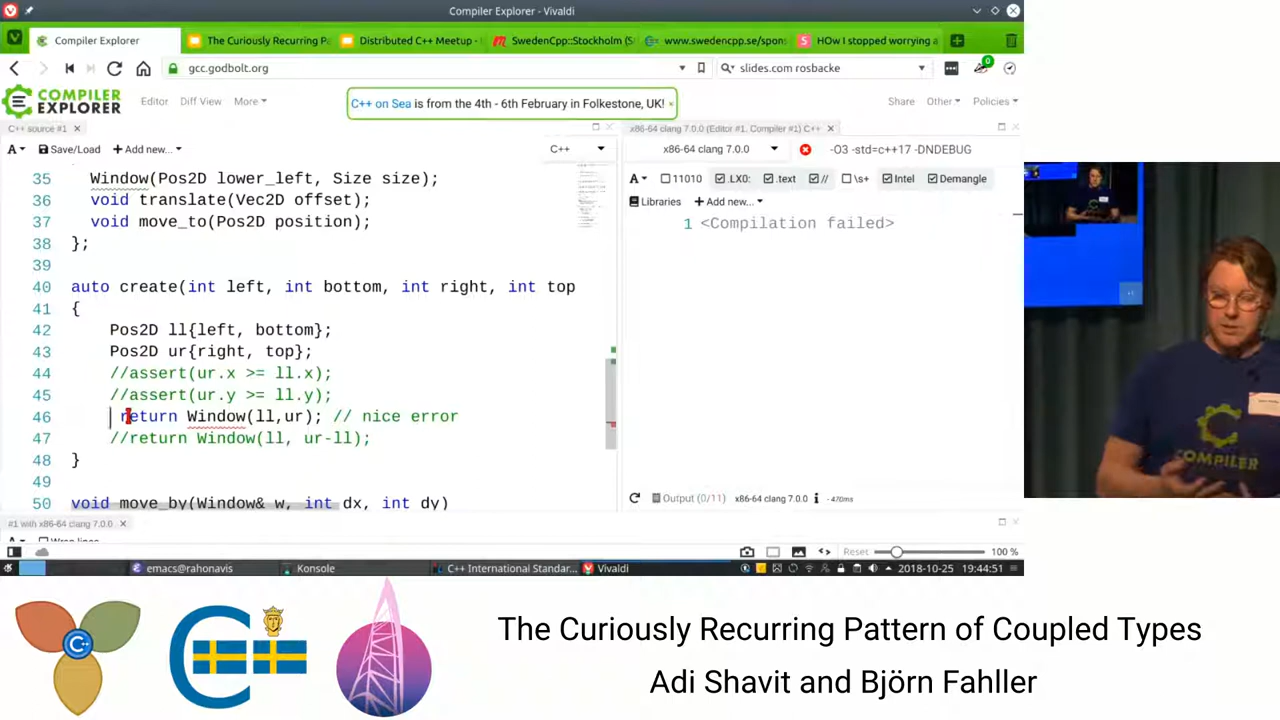 Compiler Explorer - Vivaldi
Compiler Explorer
The Curiously Recurring Pa
Distributed C++ Meetup -
SwedenCpp::Stockholm (S
www.swedencpp.se/spon
HOw I stopped worrying a
gcc.godbolt.org
slides.com rosbacke
0
COMPILER
EXPLORER
Editor
Diff View
More
C++ on Sea is from the 4th - 6th February in Folkestone, UK! ×
Share
Other
Policies
C++ source #1 ×
x86-64 clang 7.0.0 (Editor #1, Compiler #1) C++ ×
A
Save/Load
+ Add new...
C++
x86-64 clang 7.0.0
-O3 -std=c++17 -DNDEBUG
A
11010
.LX0:
.text
//
\s+
Intel
Demangle
Libraries
+ Add new...
1 <Compilation failed>
35 Window(Pos2D lower_left, Size size);
36 void translate(Vec2D offset);
37 void move_to(Pos2D position);
38 };
39
40 auto create(int left, int bottom, int right, int top
41 {
42 Pos2D ll{left, bottom};
43 Pos2D ur{right, top};
44 //assert(ur.x >= ll.x);
45 //assert(ur.y >= ll.y);
46 return Window(ll,ur); // nice error
47 //return Window(ll, ur-ll);
48 }
49
50 void move_by(Window& w, int dx, int dy)
Output (0/11) x86-64 clang 7.0.0 i - 470ms
#1 with x86-64 clang 7.0.0 ×
A
Wrap lines
Reset
100 %
emacs@rahonavis
Konsole
C++ International Standar...
Vivaldi
2018-10-25
19:44:51
COMPILER
C++
The Curiously Recurring Pattern of Coupled Types
Adi Shavit and Björn Fahller